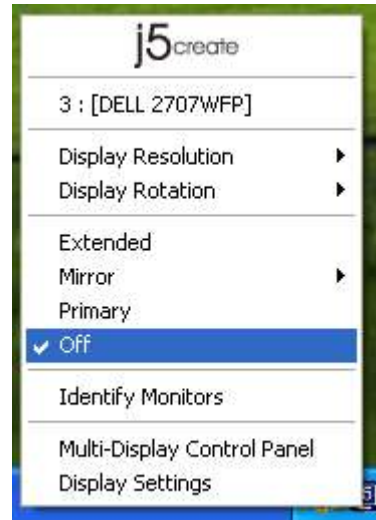 j5create
3 : [DELL 2707WFP]
Display Resolution
Display Rotation
Extended
Mirror
Primary
Off
Identify Monitors
Multi-Display Control Panel
Display Settings